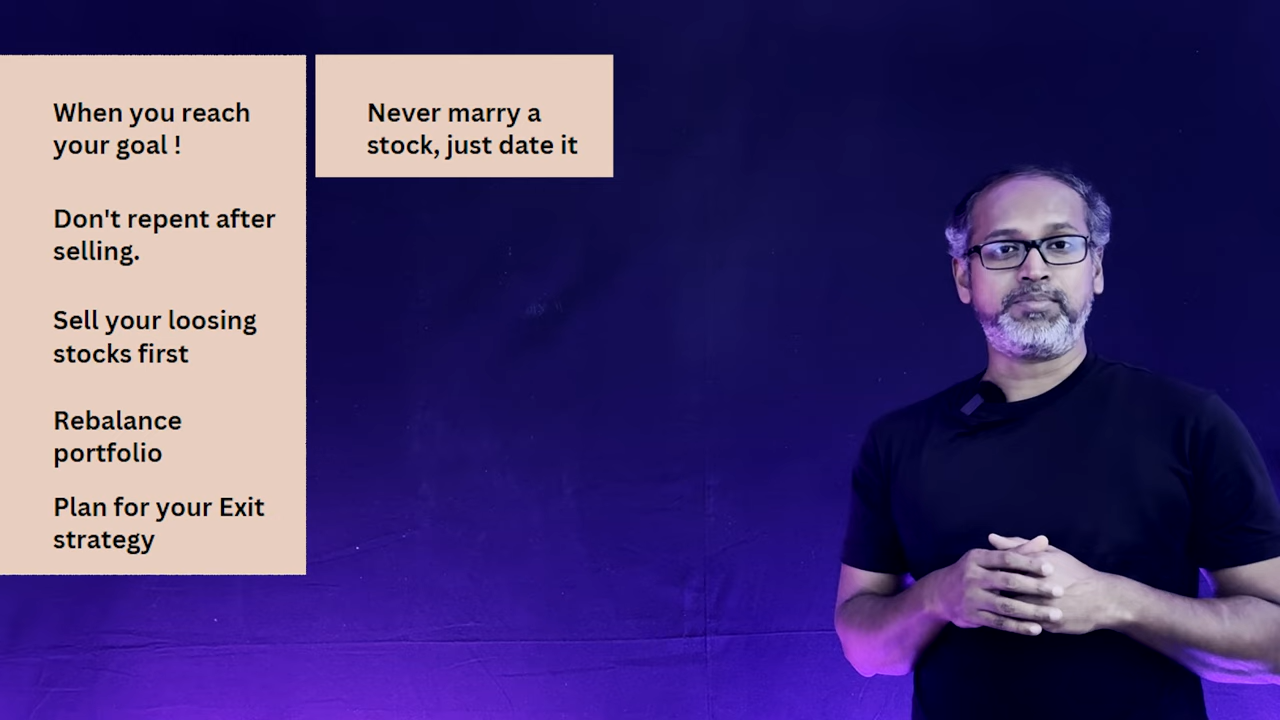 When you reach
your goal !
Don't repent after
selling.
Sell your loosing
stocks first
Rebalance
portfolio
Plan for your Exit
strategy
Never marry a
stock, just date it